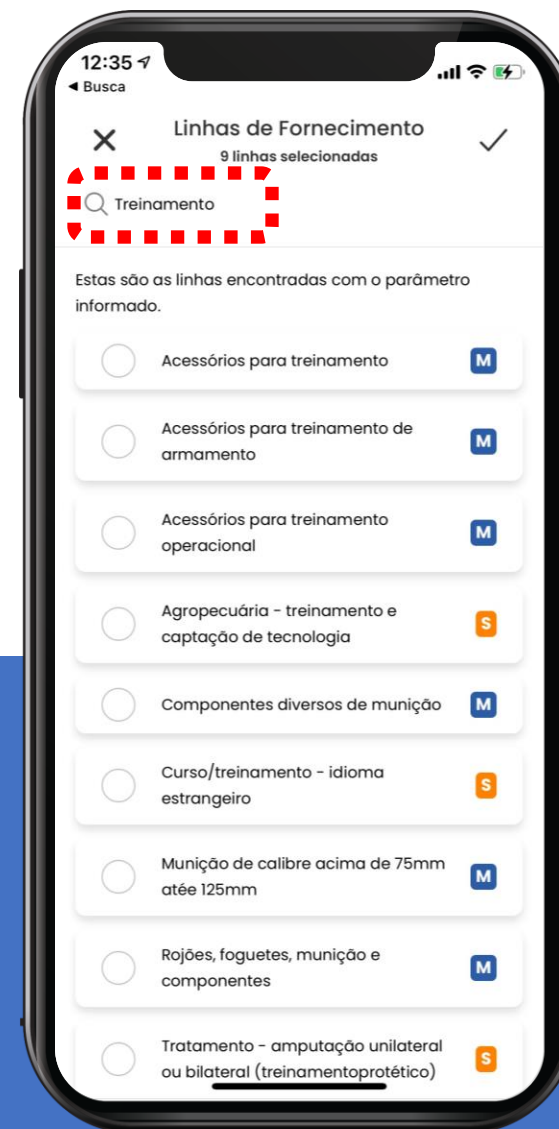 12:35
◀ Busca
Linhas de Fornecimento
9 linhas selecionadas
Treinamento
Estas são as linhas encontradas com o parâmetro
informado.
Acessórios para treinamento
M
Acessórios para treinamento de
armamento
M
Acessórios para treinamento
operacional
M
Agropecuária - treinamento e
captação de tecnologia
S
Componentes diversos de munição
M
Curso/treinamento - idioma
estrangeiro
S
Munição de calibre acima de 75mm
atée 125mm
M
Rojões, foguetes, munição e
componentes
M
Tratamento - amputação unilateral
ou bilateral (treinamentoprotético)
S